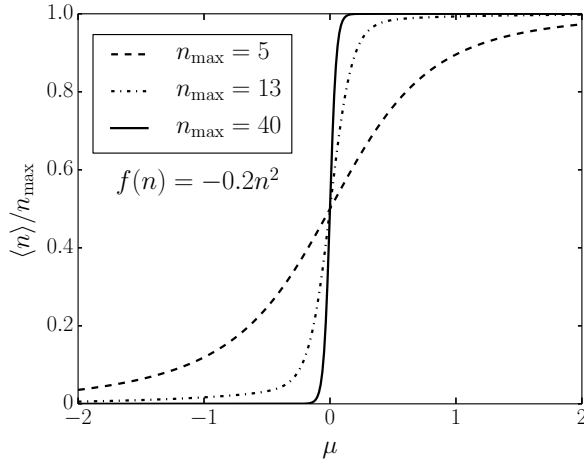 1.0
0.8
0.6
0.4
0.2
0
⟨n⟩/n_max
n_max = 5
n_max = 13
n_max = 40
f(n) = −0.2n²
−2 −1 0 1 2
μ